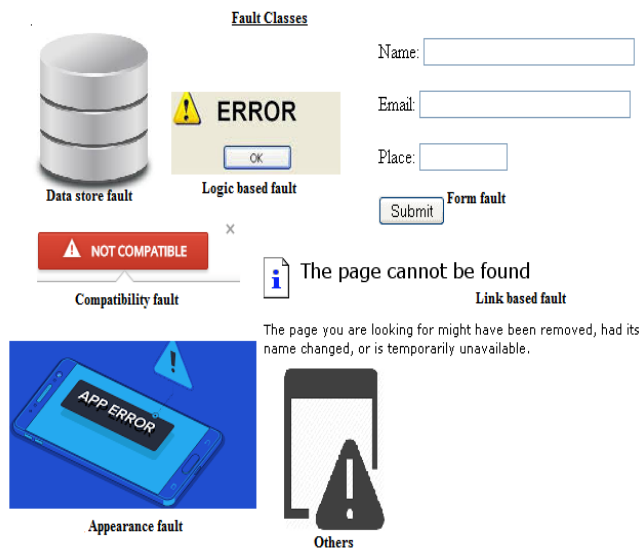 Fault Classes
Name:
ERROR
OK
Email:
Place:
Data store fault
Logic based fault
Submit
Form fault
NOT COMPATIBLE
x
Compatibility fault
i The page cannot be found
Link based fault
The page you are looking for might have been removed, had its
name changed, or is temporarily unavailable.
APP ERROR
Appearance fault
Others